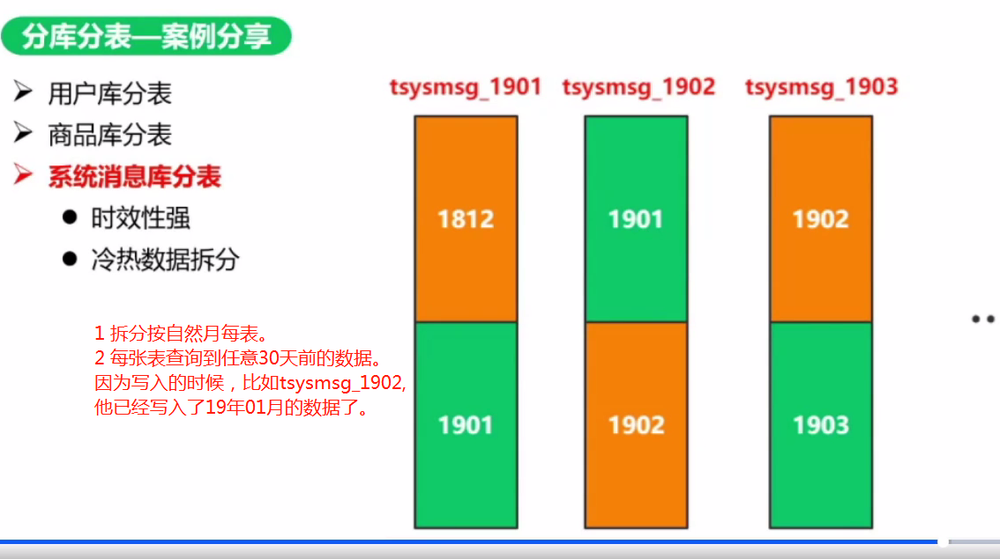 分库分表—案例分享
用户库分表
商品库分表
系统消息库分表
时效性强
冷热数据拆分
1 拆分按自然月每表。
2 每张表查询到任意30天前的数据。
因为写入的时候，比如tsysmsg_1902,
他已经写入了19年01月的数据了。
tsysmsg_1901 tsysmsg_1902 tsysmsg_1903
1812 1901 1902
1901 1902 1903